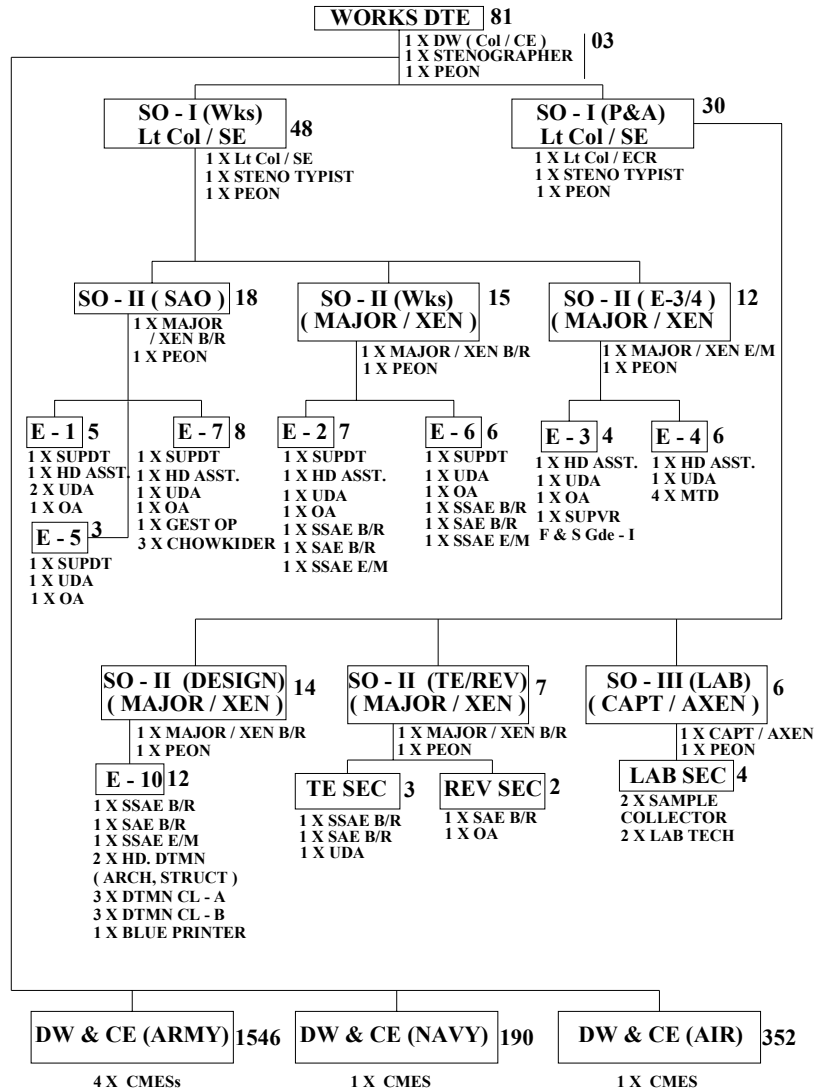 WORKS DTE 81
1 X DW ( Col / CE )
1 X STENOGRAPHER
1 X PEON
03
SO - I (Wks)
Lt Col / SE
48
1 X Lt Col / SE
1 X STENO TYPIST
1 X PEON
SO - I (P&A)
Lt Col / SE
30
1 X Lt Col / ECR
1 X STENO TYPIST
1 X PEON
SO - II ( SAO ) 18
1 X MAJOR
/ XEN B/R
1 X PEON
SO - II (Wks)
( MAJOR / XEN )
15
1 X MAJOR / XEN B/R
1 X PEON
SO - II ( E-3/4 )
( MAJOR / XEN
12
1 X MAJOR / XEN E/M
1 X PEON
E - 1 5
1 X SUPDT
1 X HD ASST.
2 X UDA
1 X OA
E - 5 3
1 X SUPDT
1 X UDA
1 X OA
E - 7 8
1 X SUPDT
1 X HD ASST.
1 X UDA
1 X OA
1 X GEST OP
3 X CHOWKIDER
E - 2 7
1 X SUPDT
1 X HD ASST.
1 X UDA
1 X OA
1 X SSAE B/R
1 X SAE B/R
1 X SSAE E/M
E - 6 6
1 X SUPDT
1 X UDA
1 X OA
1 X SSAE B/R
1 X SAE B/R
1 X SSAE E/M
E - 3 4
1 X HD ASST.
1 X UDA
1 X OA
1 X SUPVR
F & S Gde - I
E - 4 6
1 X HD ASST.
1 X UDA
4 X MTD
SO - II (DESIGN)
( MAJOR / XEN )
14
1 X MAJOR / XEN B/R
1 X PEON
E - 10 12
1 X SSAE B/R
1 X SAE B/R
1 X SSAE E/M
2 X HD. DTMN
( ARCH, STRUCT )
3 X DTMN CL - A
3 X DTMN CL - B
1 X BLUE PRINTER
SO - II (TE/REV)
( MAJOR / XEN )
7
1 X MAJOR / XEN B/R
1 X PEON
TE SEC 3
1 X SSAE B/R
1 X SAE B/R
1 X UDA
REV SEC 2
1 X SAE B/R
1 X OA
SO - III (LAB)
( CAPT / AXEN )
6
1 X CAPT / AXEN
1 X PEON
LAB SEC 4
2 X SAMPLE
COLLECTOR
2 X LAB TECH
DW & CE (ARMY) 1546
4 X CMESs
DW & CE (NAVY) 190
1 X CMES
DW & CE (AIR) 352
1 X CMES